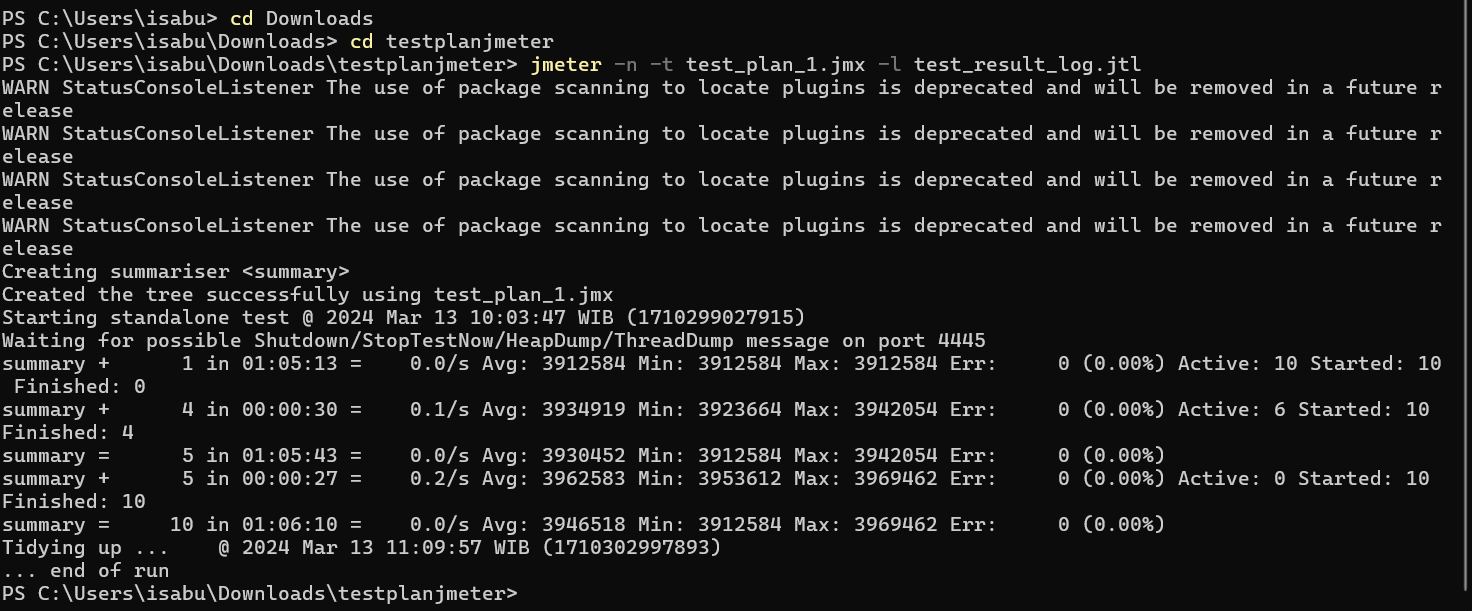 PS C:\Users\isabu> cd Downloads
PS C:\Users\isabu\Downloads> cd testplanjmeter
PS C:\Users\isabu\Downloads\testplanjmeter> jmeter -n -t test_plan_1.jmx -l test_result_log.jtl
WARN StatusConsoleListener The use of package scanning to locate plugins is deprecated and will be removed in a future r
elease
WARN StatusConsoleListener The use of package scanning to locate plugins is deprecated and will be removed in a future r
elease
WARN StatusConsoleListener The use of package scanning to locate plugins is deprecated and will be removed in a future r
elease
WARN StatusConsoleListener The use of package scanning to locate plugins is deprecated and will be removed in a future r
elease
Creating summariser <summary>
Created the tree successfully using test_plan_1.jmx
Starting standalone test @ 2024 Mar 13 10:03:47 WIB (1710299027915)
Waiting for possible Shutdown/StopTestNow/HeapDump/ThreadDump message on port 4445
summary +      1 in 01:05:13 =    0.0/s Avg: 3912584 Min: 3912584 Max: 3912584 Err:     0 (0.00%) Active: 10 Started: 10
 Finished: 0
summary +      4 in 00:00:30 =    0.1/s Avg: 3934919 Min: 3923664 Max: 3942054 Err:     0 (0.00%) Active: 6 Started: 10
Finished: 4
summary =      5 in 01:05:43 =    0.0/s Avg: 3930452 Min: 3912584 Max: 3942054 Err:     0 (0.00%)
summary +      5 in 00:00:27 =    0.2/s Avg: 3962583 Min: 3953612 Max: 3969462 Err:     0 (0.00%) Active: 0 Started: 10
Finished: 10
summary =     10 in 01:06:10 =    0.0/s Avg: 3946518 Min: 3912584 Max: 3969462 Err:     0 (0.00%)
Tidying up ...    @ 2024 Mar 13 11:09:57 WIB (1710302997893)
... end of run
PS C:\Users\isabu\Downloads\testplanjmeter>